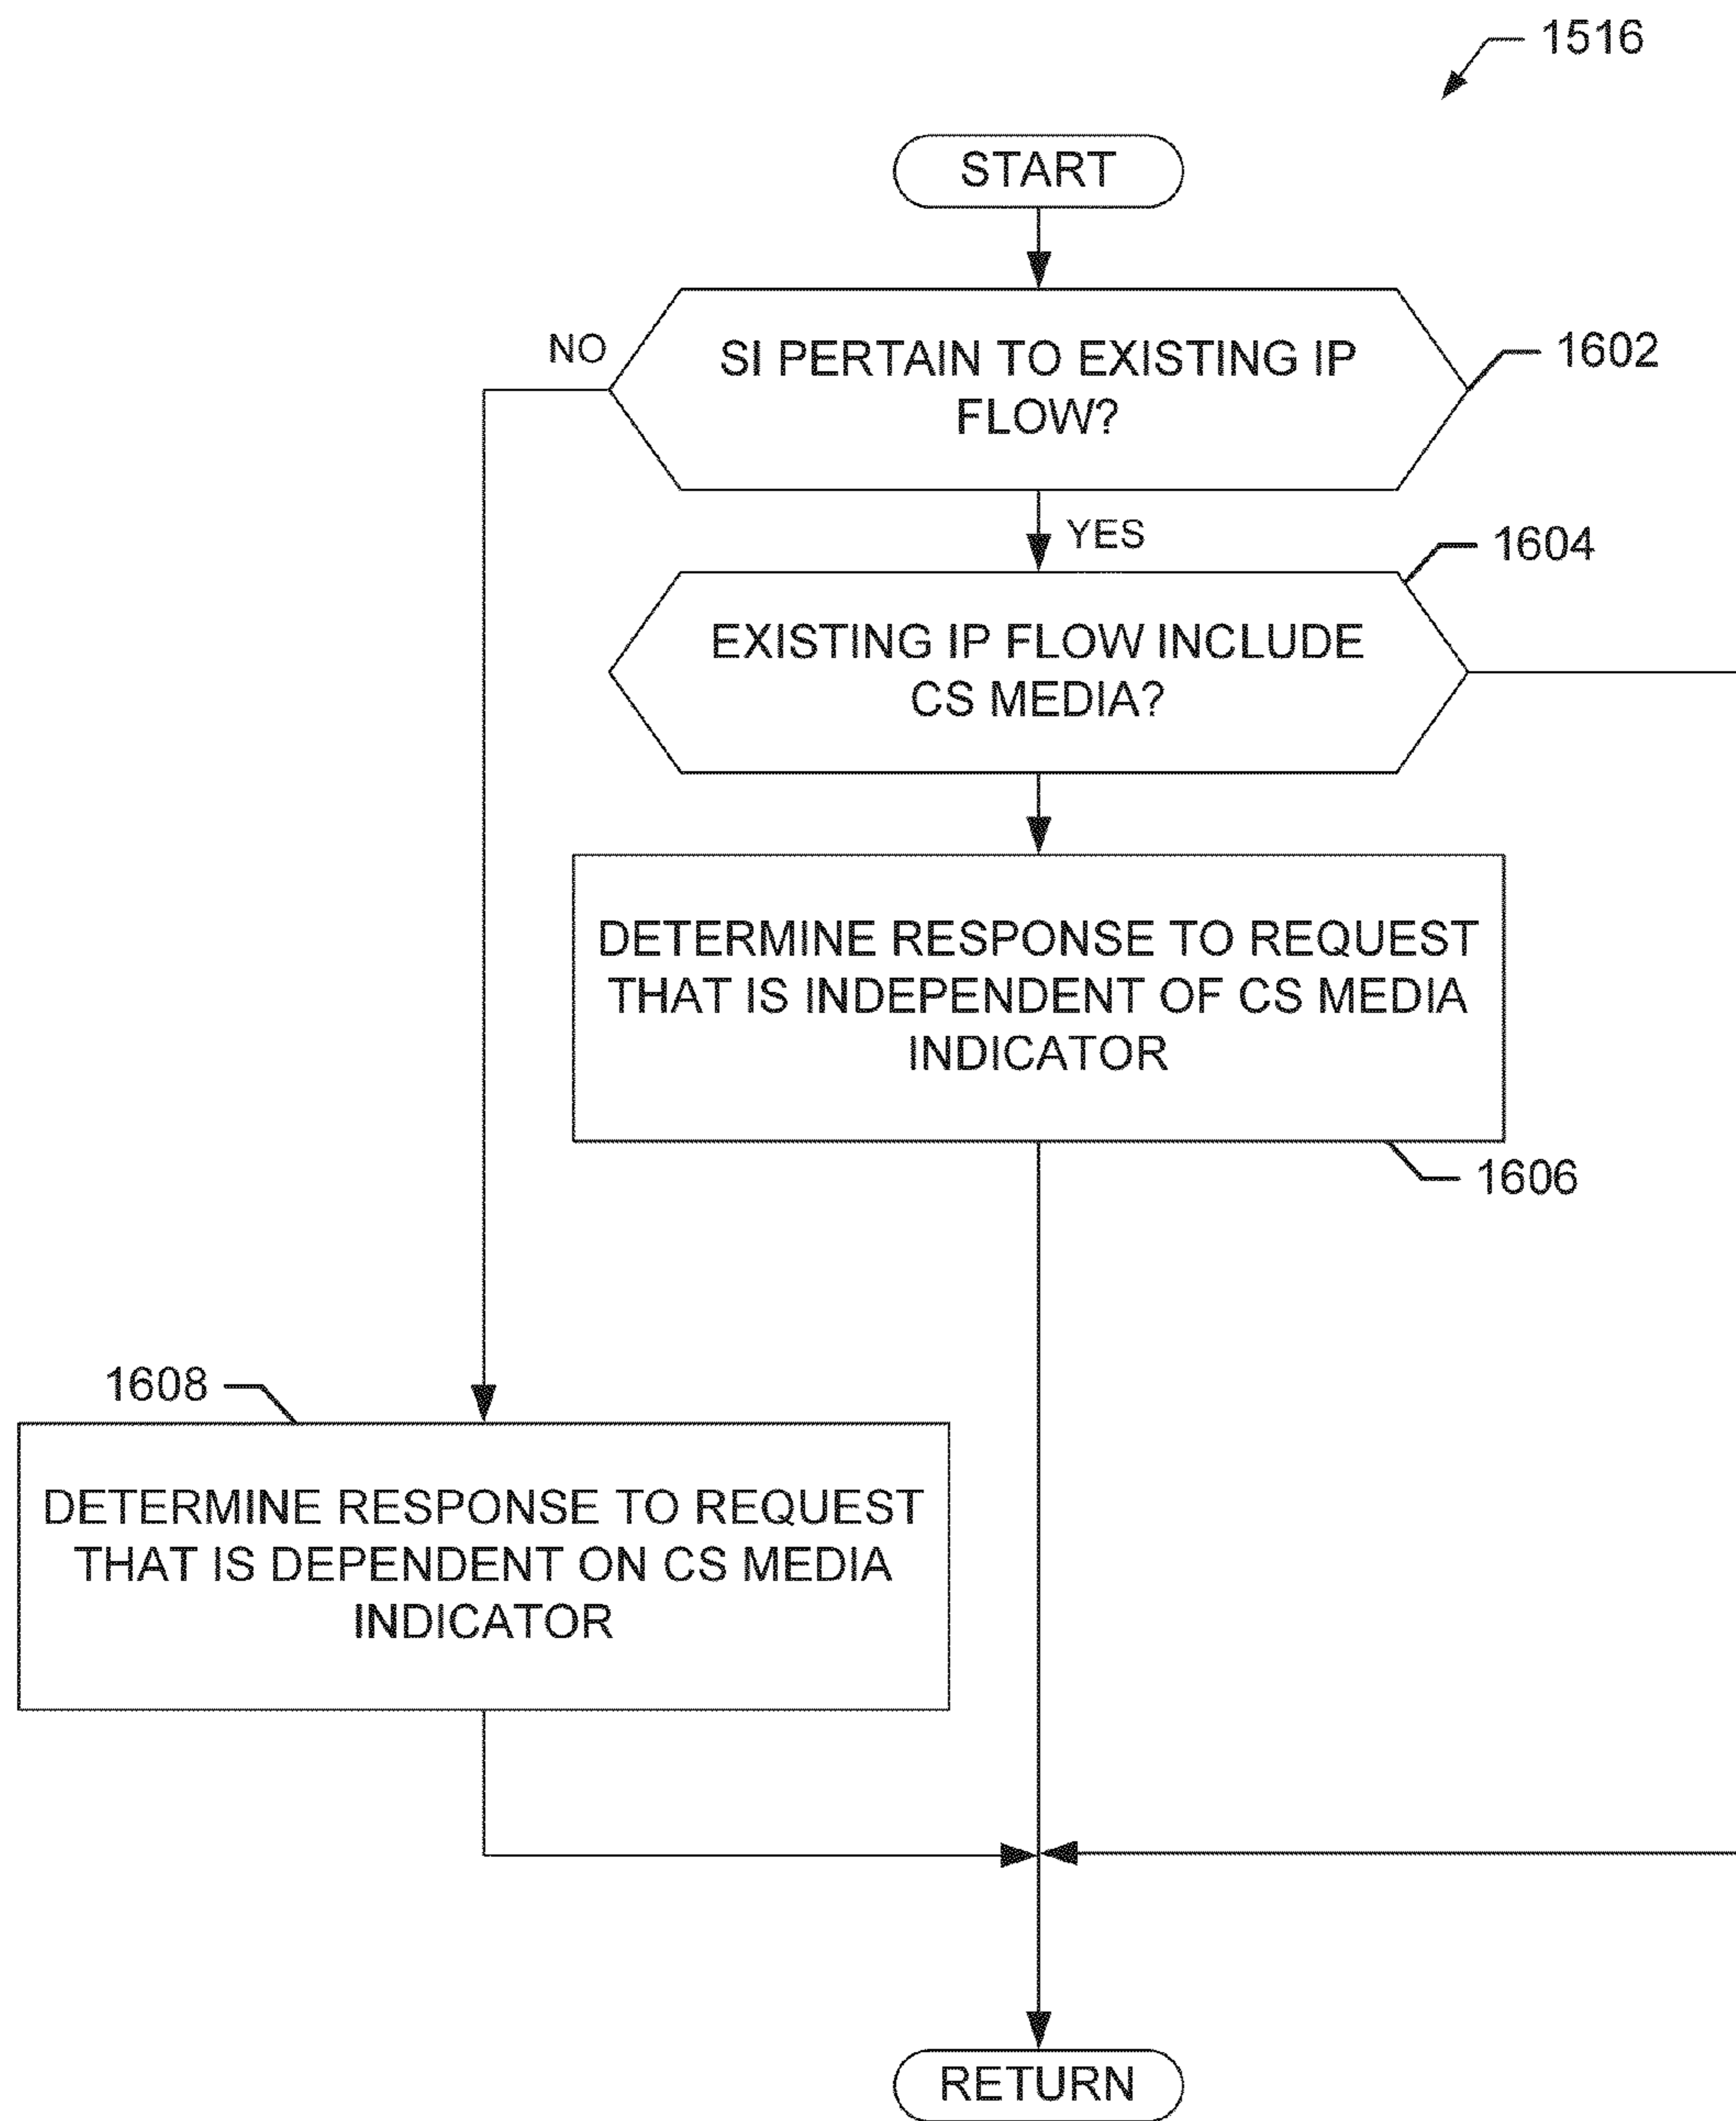 1516
START
NO
SI PERTAIN TO EXISTING IP
FLOW?
1602
YES
1604
EXISTING IP FLOW INCLUDE
CS MEDIA?
DETERMINE RESPONSE TO REQUEST
THAT IS INDEPENDENT OF CS MEDIA
INDICATOR
1606
1608
DETERMINE RESPONSE TO REQUEST
THAT IS DEPENDENT ON CS MEDIA
INDICATOR
RETURN